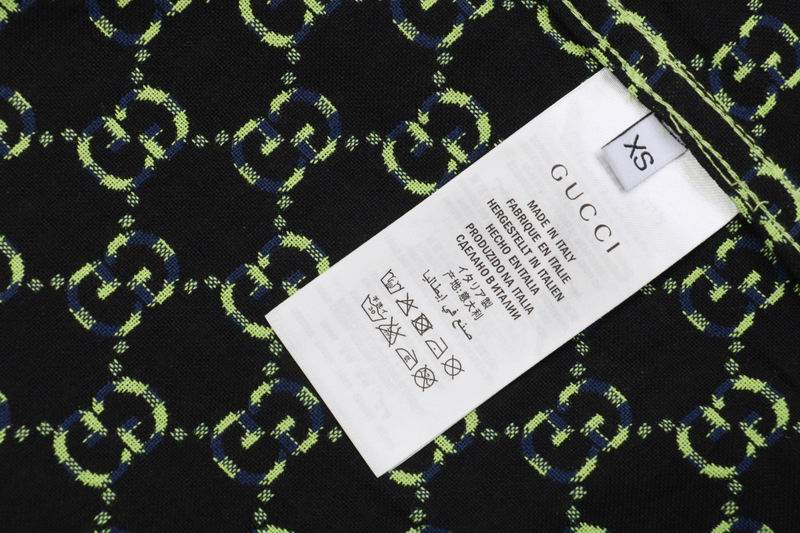 XS
GUCCI
MADE IN ITALY
FABRIQUE EN ITALIE
HERGESTELLT IN ITALIEN
HECHO EN ITALIA
PRODUZIDO NA ITALIA
СДЕЛАНО В ИТАЛИИ
イタリア製
产地:意大利
صنع في إيطاليا